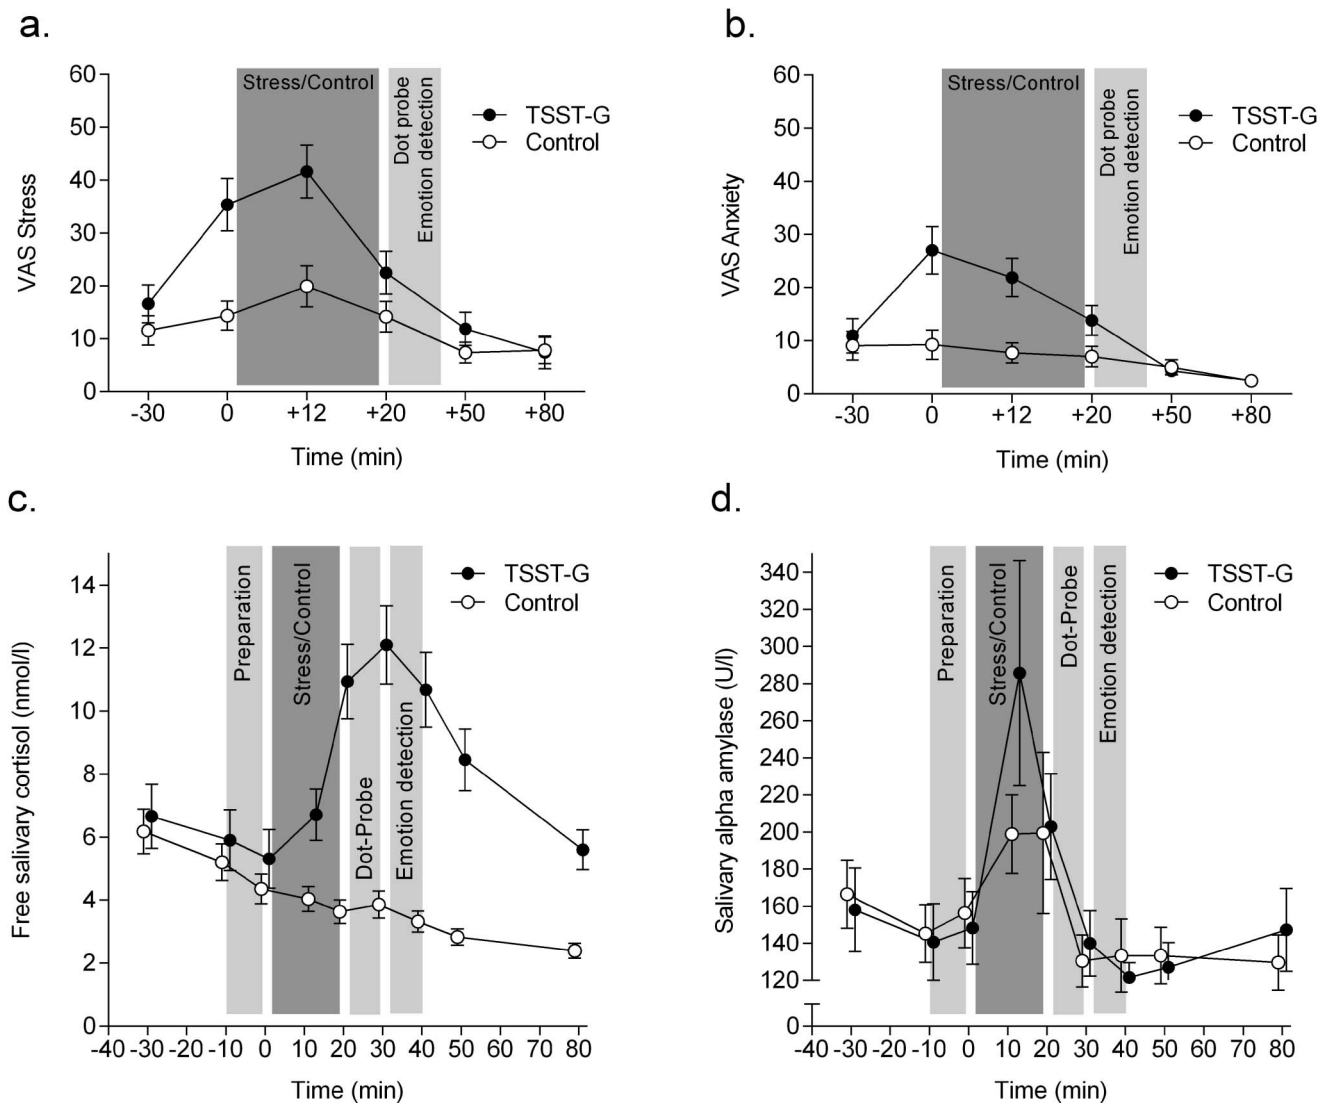 a.
60
50
40
30
20
10
0
VAS Stress
Stress/Control
Dot probe
Emotion detection
TSST-G
Control
-30 0 +12 +20 +50 +80
Time (min)
b.
60
50
40
30
20
10
0
VAS Anxiety
Stress/Control
Dot probe
Emotion detection
TSST-G
Control
-30 0 +12 +20 +50 +80
Time (min)
c.
14
12
10
8
6
4
2
0
Free salivary cortisol (nmol/l)
Preparation
Stress/Control
Dot-Probe
Emotion detection
TSST-G
Control
-40 -30 -20 -10 0 10 20 30 40 50 60 70 80
Time (min)
d.
340
320
300
280
260
240
220
200
180
160
140
120
0
Salivary alpha amylase (U/l)
Preparation
Stress/Control
Dot-Probe
Emotion detection
TSST-G
Control
-40 -30 -20 -10 0 10 20 30 40 50 60 70 80
Time (min)